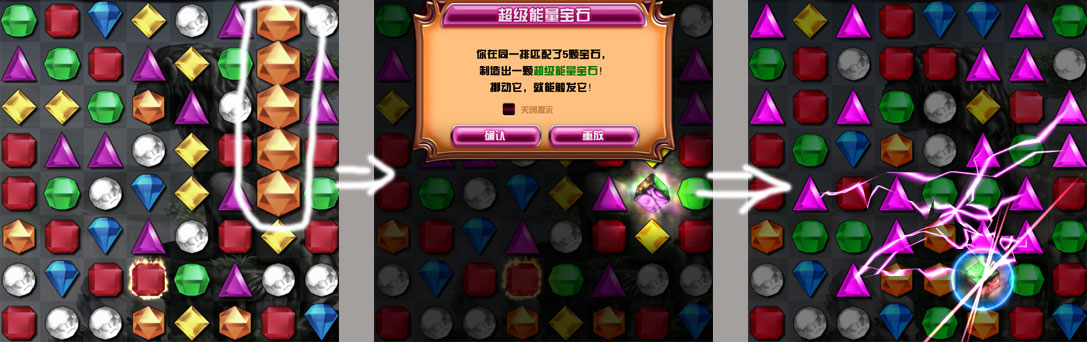 超级能量宝石
你在同一排匹配了5颗宝石,
制造出一颗超级能量宝石!
挪动它,就能触发它!
关闭提示
确认
重放